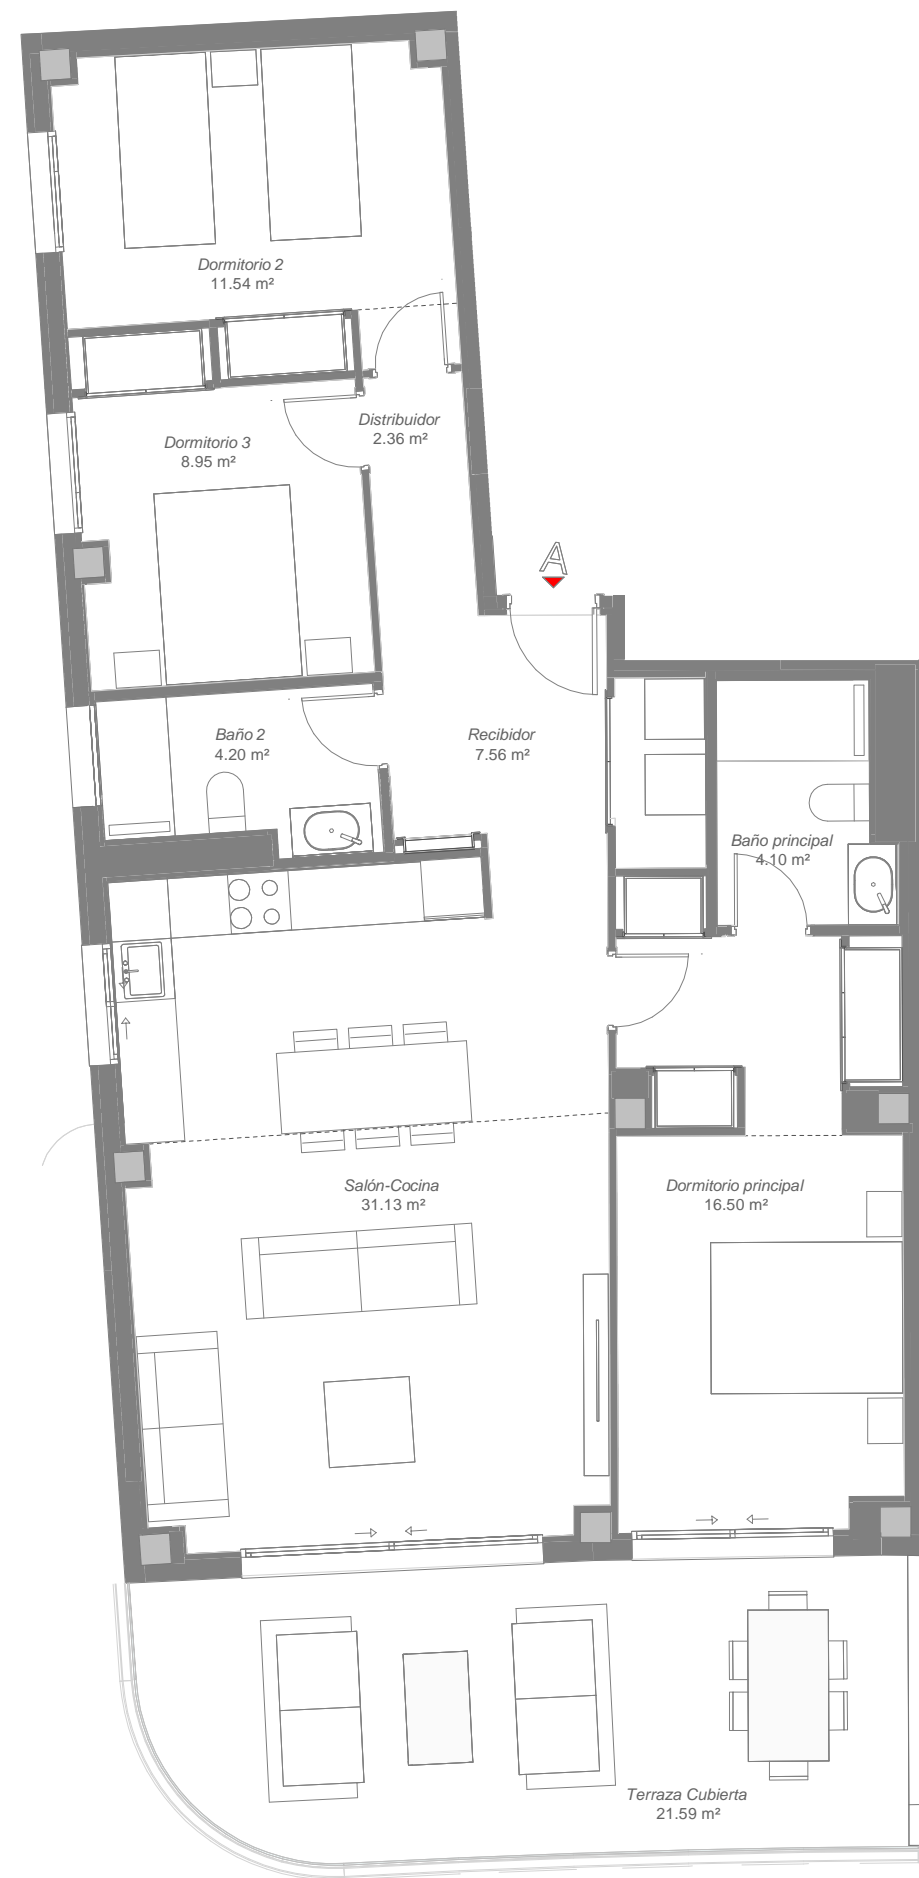 Dormitorio 2
11.54 m²
Distribuidor
2.36 m²
Dormitorio 3
8.95 m²
A
Baño 2
4.20 m²
Recibidor
7.56 m²
Baño principal
4.10 m²
Salón-Cocina
31.13 m²
Dormitorio principal
16.50 m²
Terraza Cubierta
21.59 m²